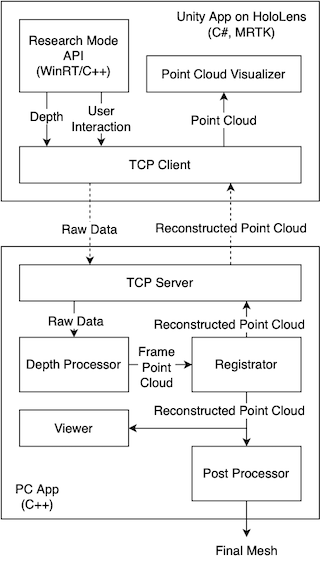 Unity App on HoloLens
(C#, MRTK)
Research Mode
API
(WinRT/C++)
Point Cloud Visualizer
Depth
User
Interaction
Point Cloud
TCP Client
Raw Data
Reconstructed Point Cloud
TCP Server
Raw Data
Reconstructed Point Cloud
Depth Processor
Frame
Point
Cloud
Registrator
Reconstructed Point Cloud
Viewer
Post Processor
PC App
(C++)
Final Mesh